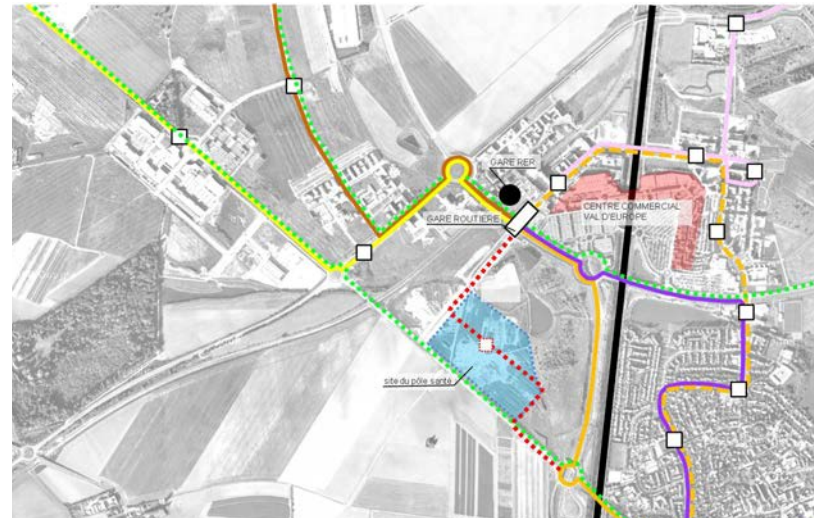 GARE RER
GARE ROUTIERE
CENTRE COMMERCIAL
VAL D'EUROPE
site du pôle santé